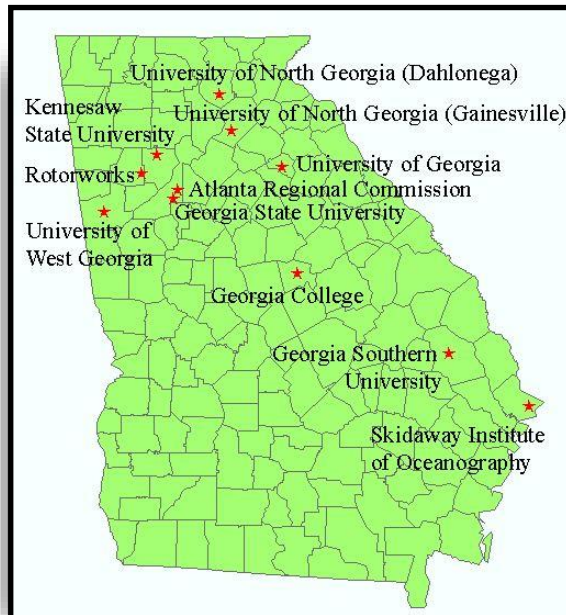 University of North Georgia (Dahlonega)
Kennesaw
State University
University of North Georgia (Gainesville)
Rotorworks
University of Georgia
Atlanta Regional Commission
Georgia State University
University of
West Georgia
Georgia College
Georgia Southern
University
Skidaway Institute
of Oceanography